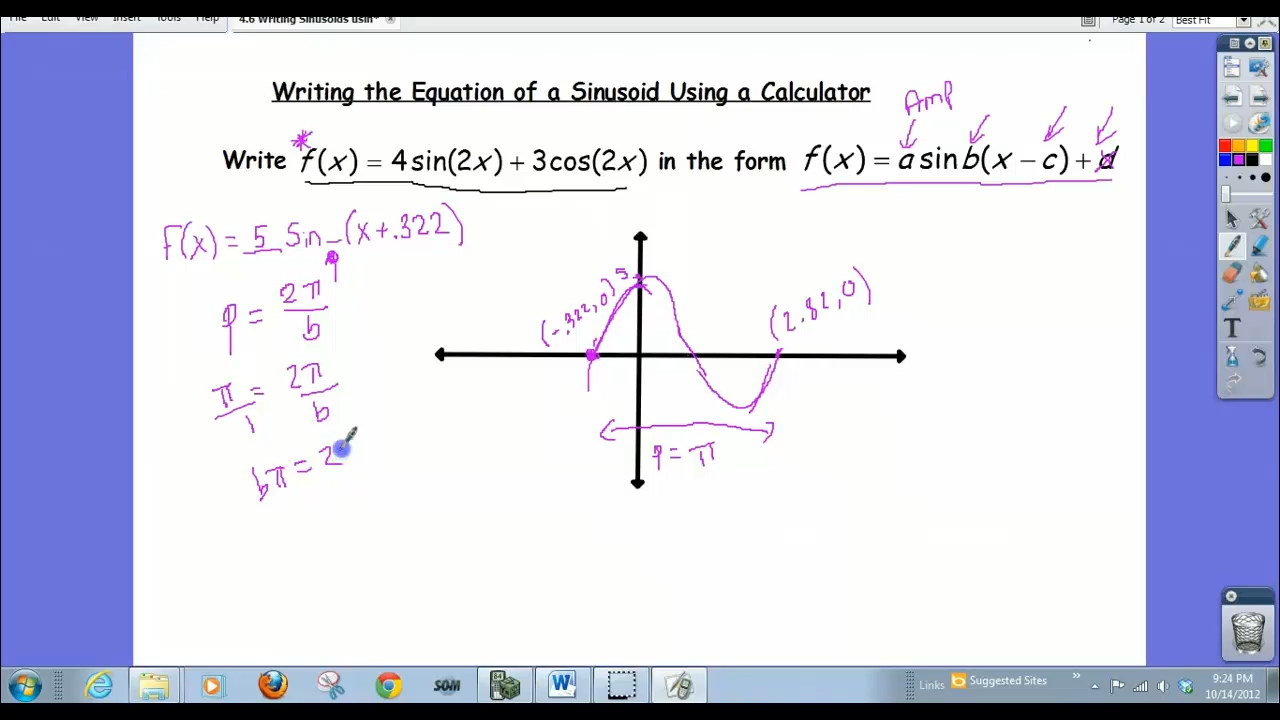 File Edit View Insert Tools Help
4.6 Writing Sinusoids usin*
Page 1 of 2 Best Fit
Writing the Equation of a Sinusoid Using a Calculator
Amp
Write f(x) = 4 sin(2x) + 3 cos(2x) in the form f(x) = a sin b(x − c) + d
F(x) = 5 Sin _ (x+.322)
P = 2π/b
π/1 = 2π/b
bπ = 2
(-.322,0)
5
(2.82,0)
P = π
T
SOM
W
Links Suggested Sites »
9:24 PM
10/14/2012